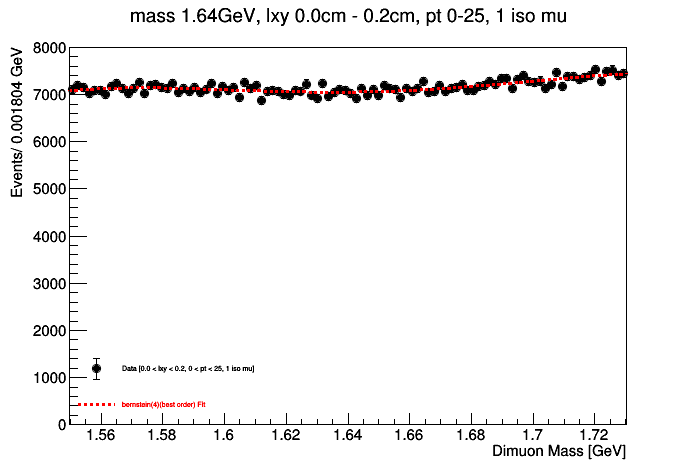 mass 1.64GeV, lxy 0.0cm - 0.2cm, pt 0-25, 1 iso mu
Events/ 0.001804 GeV
8000
7000
6000
5000
4000
3000
2000
1000
0
Data [0.0 < lxy < 0.2, 0 < pt < 25, 1 iso mu]
bernstein(4)(best order) Fit
1.56 1.58 1.6 1.62 1.64 1.66 1.68 1.7 1.72
Dimuon Mass [GeV]